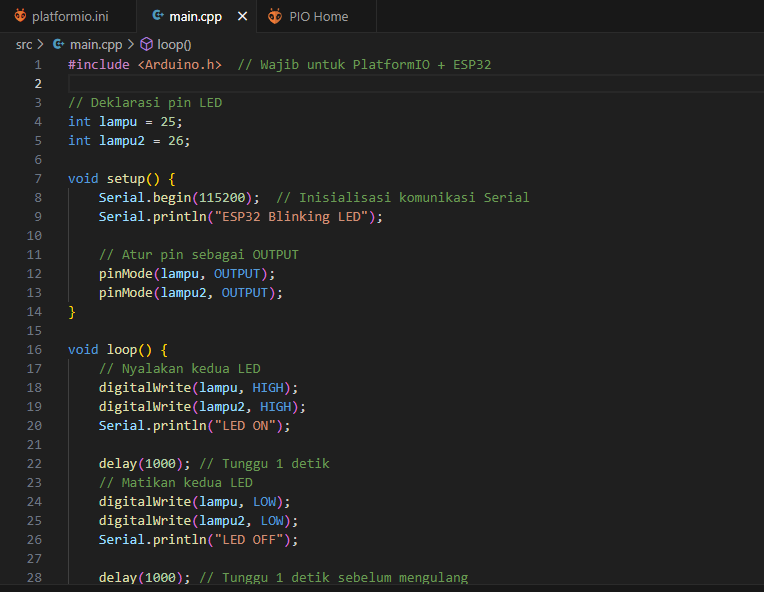 platformio.ini main.cpp PIO Home
src > main.cpp > loop()
1 #include <Arduino.h>  // Wajib untuk PlatformIO + ESP32
2
3 // Deklarasi pin LED
4 int lampu = 25;
5 int lampu2 = 26;
6
7 void setup() {
8     Serial.begin(115200);  // Inisialisasi komunikasi Serial
9     Serial.println("ESP32 Blinking LED");
10
11     // Atur pin sebagai OUTPUT
12     pinMode(lampu, OUTPUT);
13     pinMode(lampu2, OUTPUT);
14 }
15
16 void loop() {
17     // Nyalakan kedua LED
18     digitalWrite(lampu, HIGH);
19     digitalWrite(lampu2, HIGH);
20     Serial.println("LED ON");
21
22     delay(1000); // Tunggu 1 detik
23     // Matikan kedua LED
24     digitalWrite(lampu, LOW);
25     digitalWrite(lampu2, LOW);
26     Serial.println("LED OFF");
27
28     delay(1000); // Tunggu 1 detik sebelum mengulang